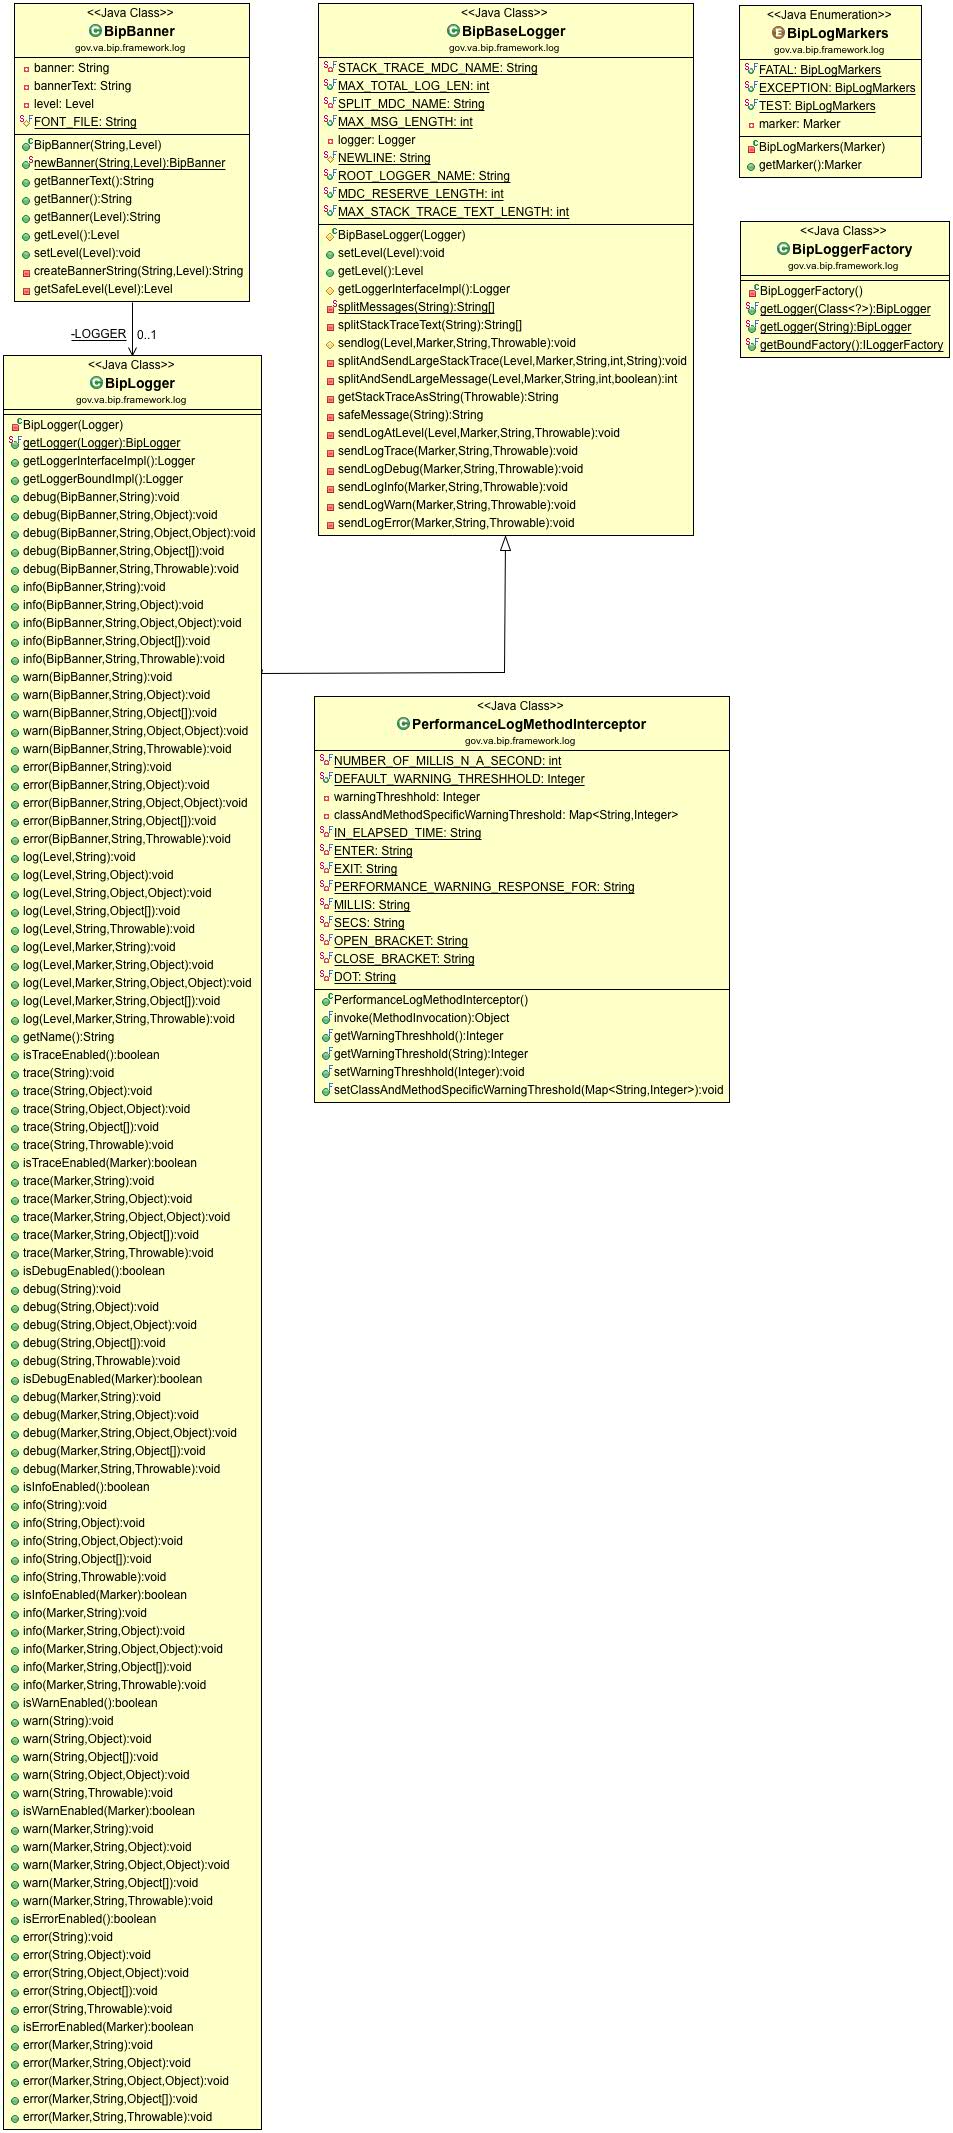 <<Java Class>>
BipBanner
gov.va.bip.framework.log
banner: String
bannerText: String
level: Level
FONT_FILE: String
BipBanner(String,Level)
newBanner(String,Level):BipBanner
getBannerText():String
getBanner():String
getBanner(Level):String
getLevel():Level
setLevel(Level):void
createBannerString(String,Level):String
getSafeLevel(Level):Level
-LOGGER 0..1
<<Java Class>>
BipLogger
gov.va.bip.framework.log
BipLogger(Logger)
getLogger(Logger):BipLogger
getLoggerInterfaceImpl():Logger
getLoggerBoundImpl():Logger
debug(BipBanner,String):void
debug(BipBanner,String,Object):void
debug(BipBanner,String,Object,Object):void
debug(BipBanner,String,Object[]):void
debug(BipBanner,String,Throwable):void
info(BipBanner,String):void
info(BipBanner,String,Object):void
info(BipBanner,String,Object,Object):void
info(BipBanner,String,Object[]):void
info(BipBanner,String,Throwable):void
warn(BipBanner,String):void
warn(BipBanner,String,Object):void
warn(BipBanner,String,Object[]):void
warn(BipBanner,String,Object,Object):void
warn(BipBanner,String,Throwable):void
error(BipBanner,String):void
error(BipBanner,String,Object):void
error(BipBanner,String,Object,Object):void
error(BipBanner,String,Object[]):void
error(BipBanner,String,Throwable):void
log(Level,String):void
log(Level,String,Object):void
log(Level,String,Object,Object):void
log(Level,String,Object[]):void
log(Level,String,Throwable):void
log(Level,Marker,String):void
log(Level,Marker,String,Object):void
log(Level,Marker,String,Object,Object):void
log(Level,Marker,String,Object[]):void
log(Level,Marker,String,Throwable):void
getName():String
isTraceEnabled():boolean
trace(String):void
trace(String,Object):void
trace(String,Object,Object):void
trace(String,Object[]):void
trace(String,Throwable):void
isTraceEnabled(Marker):boolean
trace(Marker,String):void
trace(Marker,String,Object):void
trace(Marker,String,Object,Object):void
trace(Marker,String,Object[]):void
trace(Marker,String,Throwable):void
isDebugEnabled():boolean
debug(String):void
debug(String,Object):void
debug(String,Object,Object):void
debug(String,Object[]):void
debug(String,Throwable):void
isDebugEnabled(Marker):boolean
debug(Marker,String):void
debug(Marker,String,Object):void
debug(Marker,String,Object,Object):void
debug(Marker,String,Object[]):void
debug(Marker,String,Throwable):void
isInfoEnabled():boolean
info(String):void
info(String,Object):void
info(String,Object,Object):void
info(String,Object[]):void
info(String,Throwable):void
isInfoEnabled(Marker):boolean
info(Marker,String):void
info(Marker,String,Object):void
info(Marker,String,Object,Object):void
info(Marker,String,Object[]):void
info(Marker,String,Throwable):void
isWarnEnabled():boolean
warn(String):void
warn(String,Object):void
warn(String,Object[]):void
warn(String,Object,Object):void
warn(String,Throwable):void
isWarnEnabled(Marker):boolean
warn(Marker,String):void
warn(Marker,String,Object):void
warn(Marker,String,Object,Object):void
warn(Marker,String,Object[]):void
warn(Marker,String,Throwable):void
isErrorEnabled():boolean
error(String):void
error(String,Object):void
error(String,Object,Object):void
error(String,Object[]):void
error(String,Throwable):void
isErrorEnabled(Marker):boolean
error(Marker,String):void
error(Marker,String,Object):void
error(Marker,String,Object,Object):void
error(Marker,String,Object[]):void
error(Marker,String,Throwable):void
<<Java Class>>
BipBaseLogger
gov.va.bip.framework.log
STACK_TRACE_MDC_NAME: String
MAX_TOTAL_LOG_LEN: int
SPLIT_MDC_NAME: String
MAX_MSG_LENGTH: int
logger: Logger
NEWLINE: String
ROOT_LOGGER_NAME: String
MDC_RESERVE_LENGTH: int
MAX_STACK_TRACE_TEXT_LENGTH: int
BipBaseLogger(Logger)
setLevel(Level):void
getLevel():Level
getLoggerInterfaceImpl():Logger
splitMessages(String):String[]
splitStackTraceText(String):String[]
sendlog(Level,Marker,String,Throwable):void
splitAndSendLargeStackTrace(Level,Marker,String,int,String):void
splitAndSendLargeMessage(Level,Marker,String,int,boolean):int
getStackTraceAsString(Throwable):String
safeMessage(String):String
sendLogAtLevel(Level,Marker,String,Throwable):void
sendLogTrace(Marker,String,Throwable):void
sendLogDebug(Marker,String,Throwable):void
sendLogInfo(Marker,String,Throwable):void
sendLogWarn(Marker,String,Throwable):void
sendLogError(Marker,String,Throwable):void
<<Java Class>>
PerformanceLogMethodInterceptor
gov.va.bip.framework.log
NUMBER_OF_MILLIS_N_A_SECOND: int
DEFAULT_WARNING_THRESHHOLD: Integer
warningThreshhold: Integer
classAndMethodSpecificWarningThreshold: Map<String,Integer>
IN_ELAPSED_TIME: String
ENTER: String
EXIT: String
PERFORMANCE_WARNING_RESPONSE_FOR: String
MILLIS: String
SECS: String
OPEN_BRACKET: String
CLOSE_BRACKET: String
DOT: String
PerformanceLogMethodInterceptor()
invoke(MethodInvocation):Object
getWarningThreshhold():Integer
getWarningThreshold(String):Integer
setWarningThreshhold(Integer):void
setClassAndMethodSpecificWarningThreshold(Map<String,Integer>):void
<<Java Enumeration>>
BipLogMarkers
gov.va.bip.framework.log
FATAL: BipLogMarkers
EXCEPTION: BipLogMarkers
TEST: BipLogMarkers
marker: Marker
BipLogMarkers(Marker)
getMarker():Marker
<<Java Class>>
BipLoggerFactory
gov.va.bip.framework.log
BipLoggerFactory()
getLogger(Class<?>):BipLogger
getLogger(String):BipLogger
getBoundFactory():ILoggerFactory